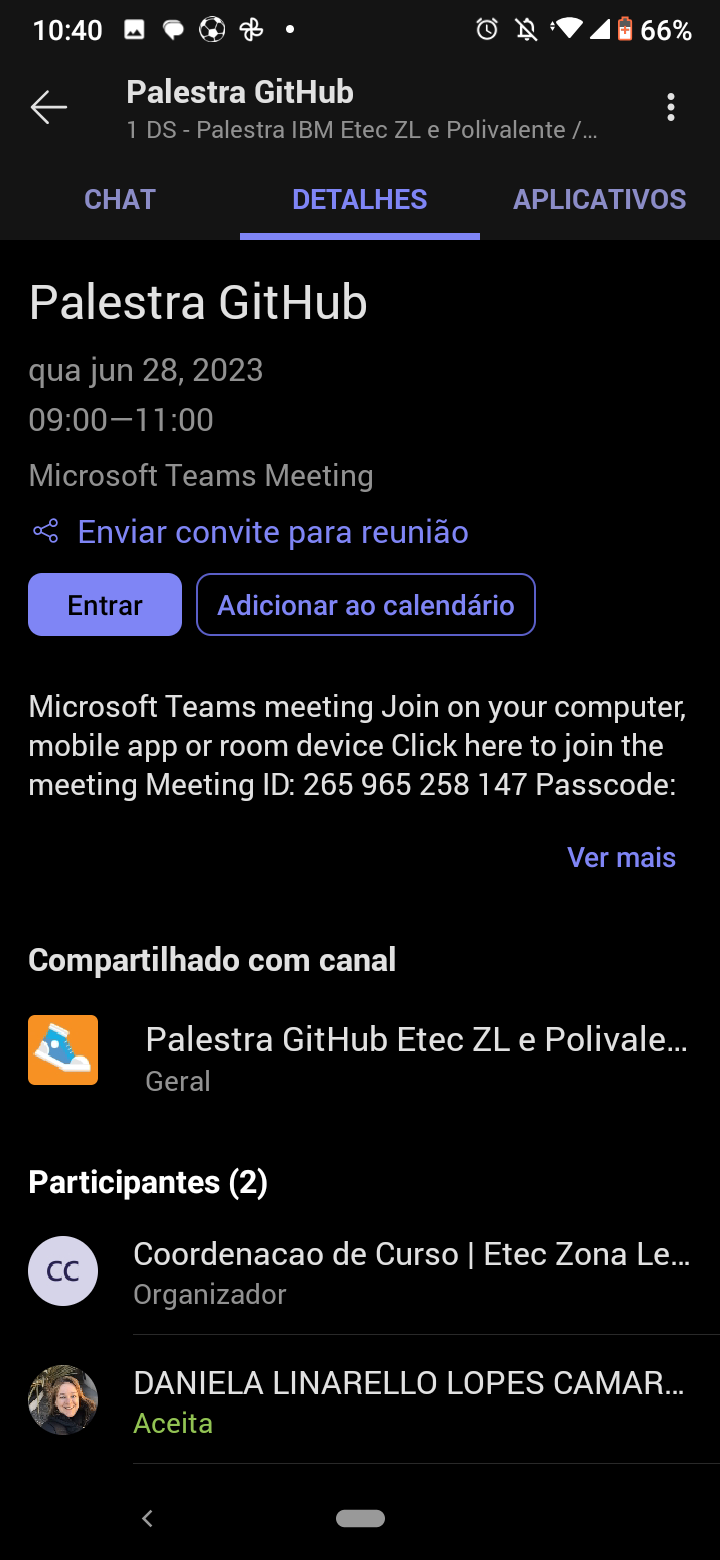 10:40
66%
Palestra GitHub
1 DS - Palestra IBM Etec ZL e Polivalente /...
CHAT
DETALHES
APLICATIVOS
Palestra GitHub
qua jun 28, 2023
09:00—11:00
Microsoft Teams Meeting
Enviar convite para reunião
Entrar
Adicionar ao calendário
Microsoft Teams meeting Join on your computer,
mobile app or room device Click here to join the
meeting Meeting ID: 265 965 258 147 Passcode:
Ver mais
Compartilhado com canal
Palestra GitHub Etec ZL e Polivale...
Geral
Participantes (2)
CC
Coordenacao de Curso | Etec Zona Le...
Organizador
DANIELA LINARELLO LOPES CAMAR...
Aceita